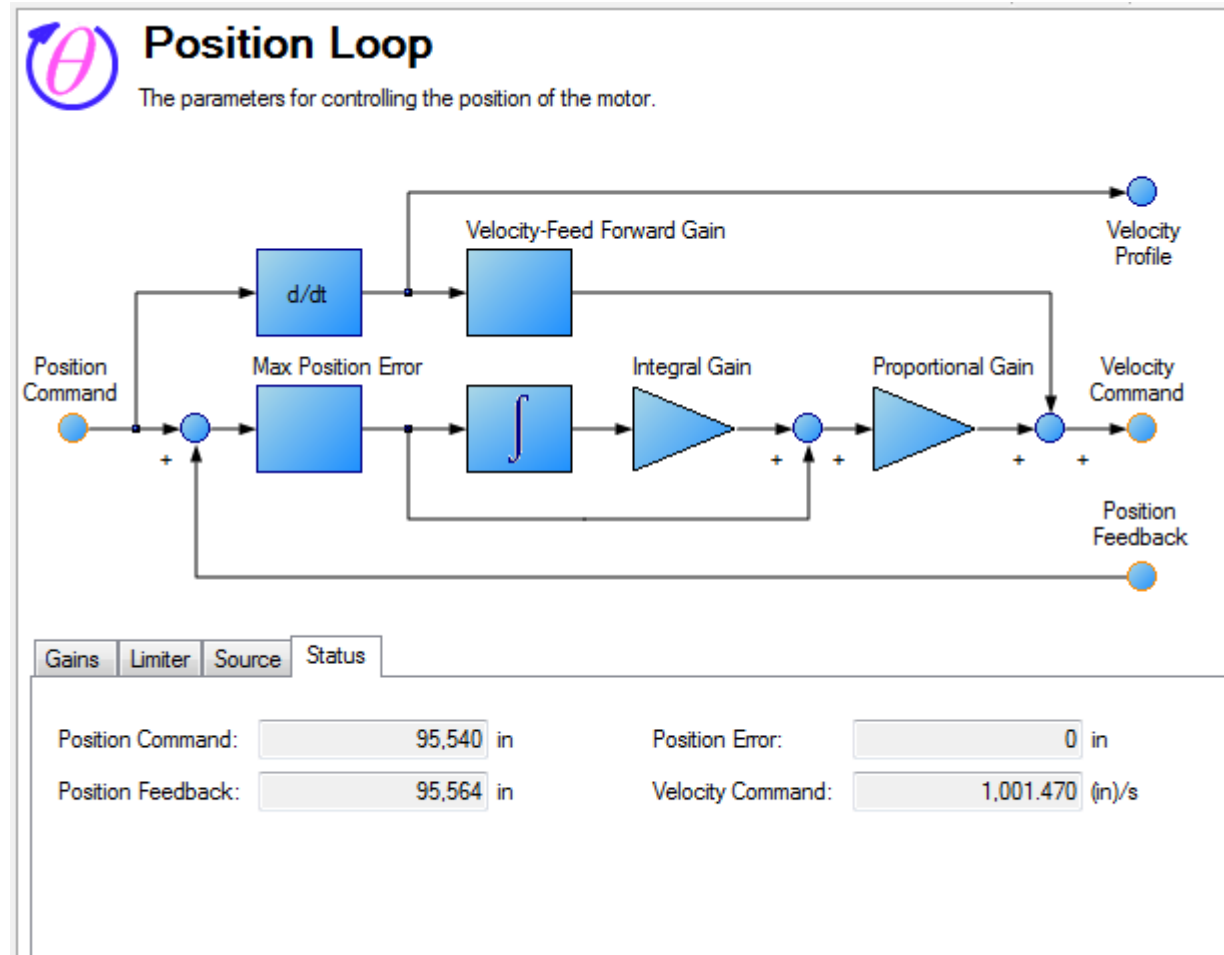 θ
Position Loop
The parameters for controlling the position of the motor.
Velocity
Profile
Velocity-Feed Forward Gain
d/dt
Position
Command
Max Position Error
∫
Integral Gain
Proportional Gain
Velocity
Command
+ + + + +
Position
Feedback
Gains Limiter Source Status
Position Command: 95,540 in Position Error: 0 in
Position Feedback: 95,564 in Velocity Command: 1,001.470 (in)/s